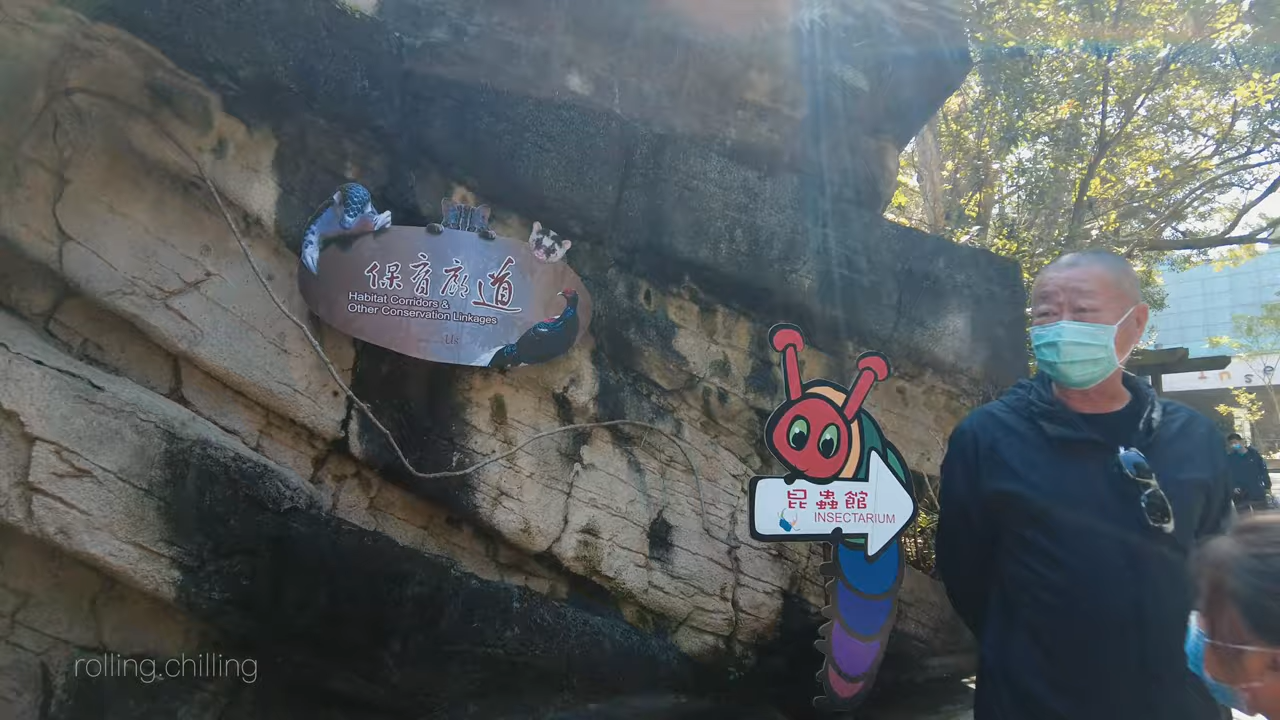 保育廊道
Habitat Corridors &
Other Conservation Linkages
昆蟲館
INSECTARIUM
rolling.chilling